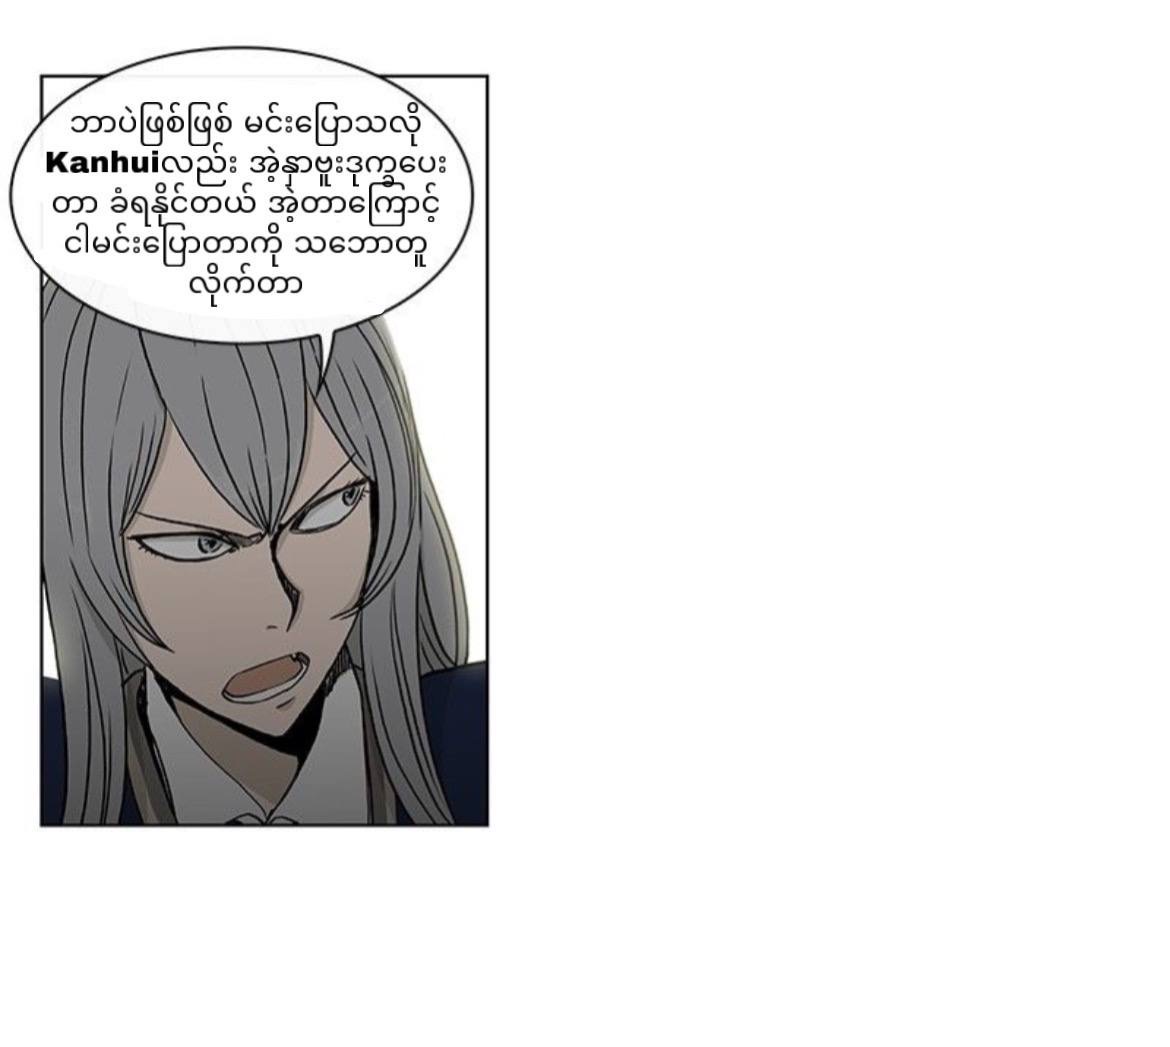 ဘာပဲဖြစ်ဖြစ် မင်းပြောသလို
Kanhuiလည်း အဲ့နှာဗူးဒုက္ခပေး
တာ ခံရနိုင်တယ် အဲ့တာကြောင့်
ငါမင်းပြောတာကို သဘောတူ
လိုက်တာ